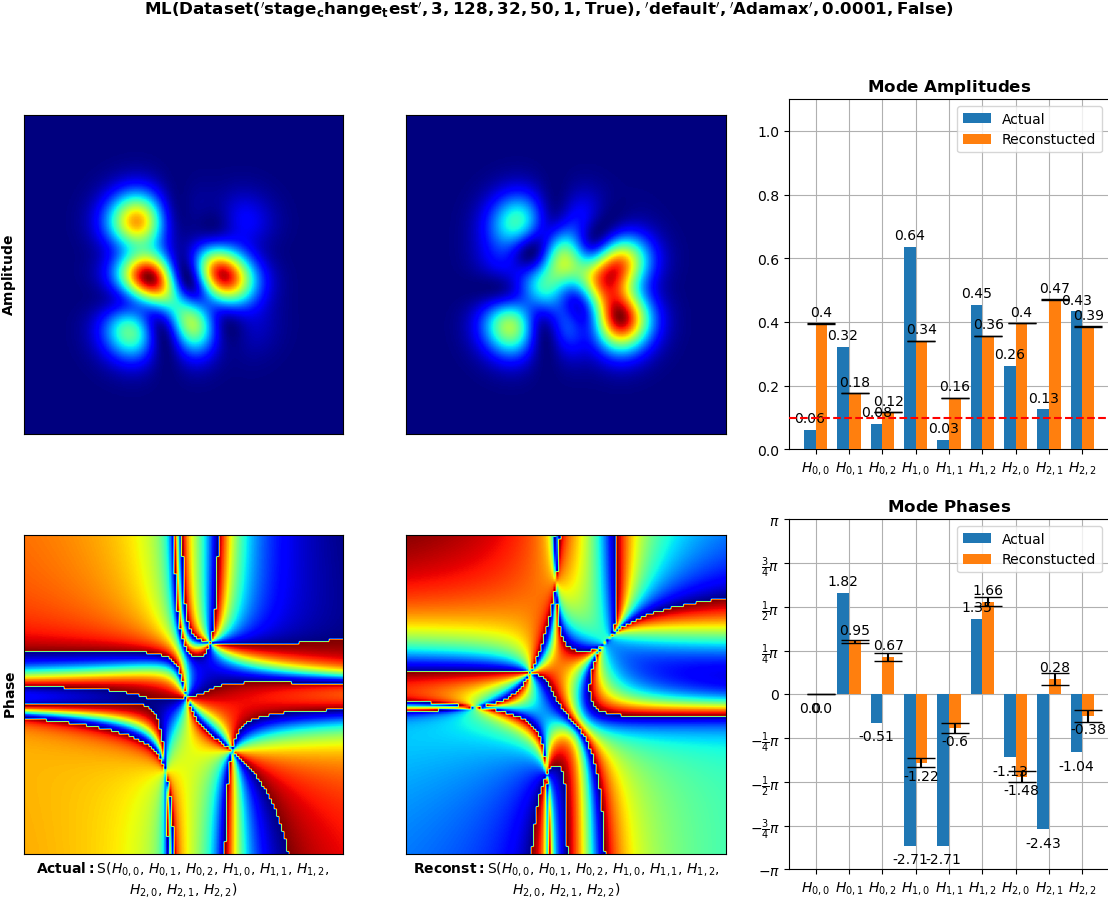 ML(Dataset('stage_change_test', 3, 128, 32, 50, 1, True), 'default', 'Adamax', 0.0001, False)
Amplitude
Mode Amplitudes
Actual
Reconstucted
1.0
0.8
0.6
0.4
0.2
0.0
0.06
0.4
0.32
0.18
0.08
0.12
0.64
0.34
0.03
0.16
0.45
0.36
0.26
0.4
0.13
0.47
0.43
0.39
H0,0 H0,1 H0,2 H1,0 H1,1 H1,2 H2,0 H2,1 H2,2
Phase
Actual: S(H0,0, H0,1, H0,2, H1,0, H1,1, H1,2,
H2,0, H2,1, H2,2)
Reconst: S(H0,0, H0,1, H0,2, H1,0, H1,1, H1,2,
H2,0, H2,1, H2,2)
Mode Phases
Actual
Reconstucted
π
3/4π
1/2π
1/4π
0
−1/4π
−1/2π
−3/4π
−π
0.0
0.0
1.82
0.95
-0.51
0.67
-2.71
-1.22
-2.71
-0.6
1.35
1.66
-1.13
-1.48
-2.43
0.28
-1.04
-0.38
H0,0 H0,1 H0,2 H1,0 H1,1 H1,2 H2,0 H2,1 H2,2